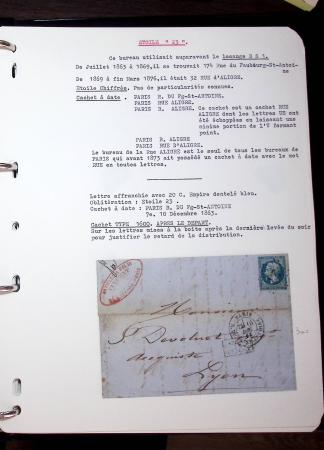 ETOILE " 23 ".
Ce bureau utilisait auparavant le losange E S 1.
De Juillet 1863 à 1869,il se trouvait 174 Rue du Faubourg-St-Antoi-
ne
De 1869 à fin Mars 1876,il était 32 RUE d'ALIGRE.
Etoile Chiffrée. Pas de particularités connues.
Cachet à date . PARIS R. DU Fg-St-ANTOINE.
PARIS RUE ALIGRE.
PARIS R. ALIGRE. Ce cachet est un cachet RUE
ALIGRE dont les lettres UE ont
été échoppées en laissant une
minime portion de l'U formant
point.
PARIS R. ALIGRE
PARIS RUE D'ALIGRE.
Le bureau de la Rue ALIGRE est le seul de tous les bureaux de
PARIS qui avant 1873 ait possédé un cachet à date avec le mot
RUE en toutes lettres.
Lettre affranchie avec 20 C. Empire dentelé bleu.
Oblitération : Etoile 23 .
Cachet à date : PARIS R. DU Fg-St-ANTOINE
7e, 10 Décembre 1863.
Cachet TYPE 1600. APRES LE DEPART.
Sur les lettres mises à la boite après la dernière levée du soir
pour justifier le retard de la distribution.
Monsieur
Lyon